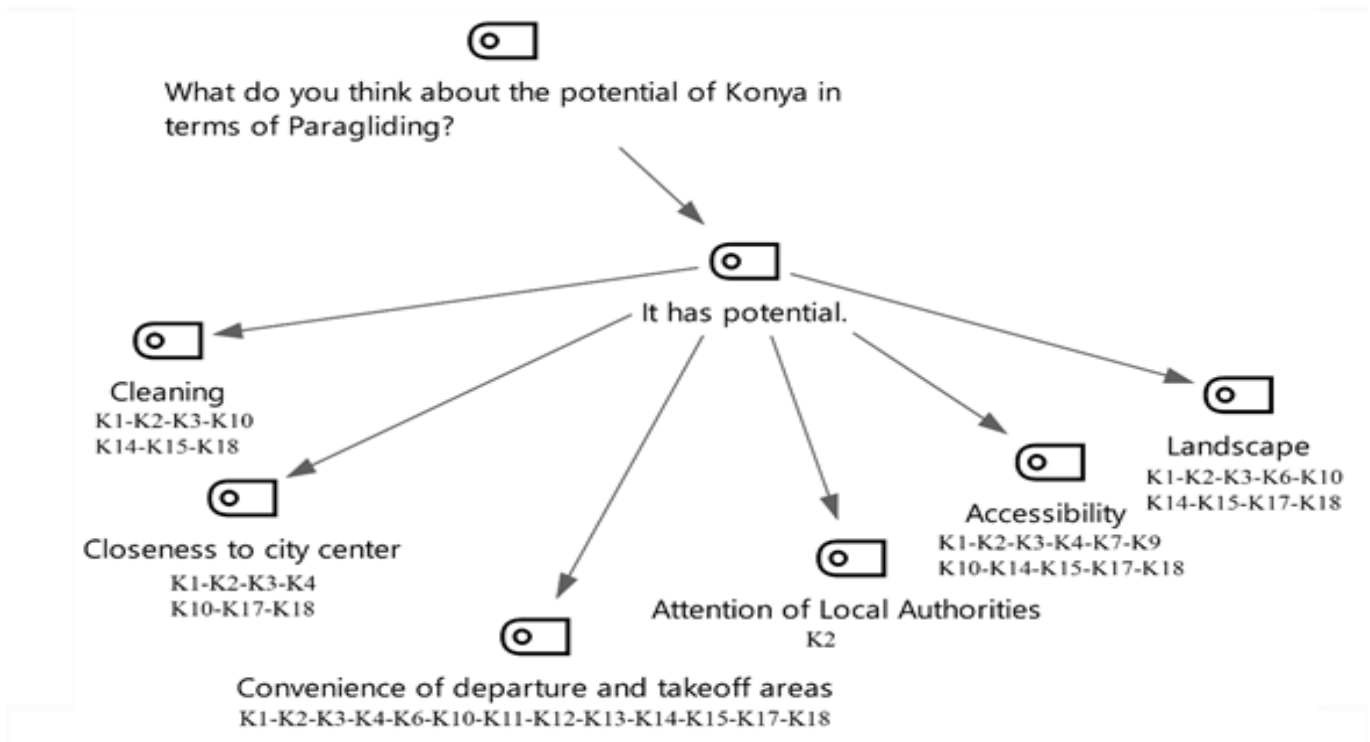 What do you think about the potential of Konya in
terms of Paragliding?
It has potential.
Cleaning
K1-K2-K3-K10
K14-K15-K18
Closeness to city center
K1-K2-K3-K4
K10-K17-K18
Convenience of departure and takeoff areas
K1-K2-K3-K4-K6-K10-K11-K12-K13-K14-K15-K17-K18
Attention of Local Authorities
K2
Accessibility
K1-K2-K3-K4-K7-K9
K10-K14-K15-K17-K18
Landscape
K1-K2-K3-K6-K10
K14-K15-K17-K18